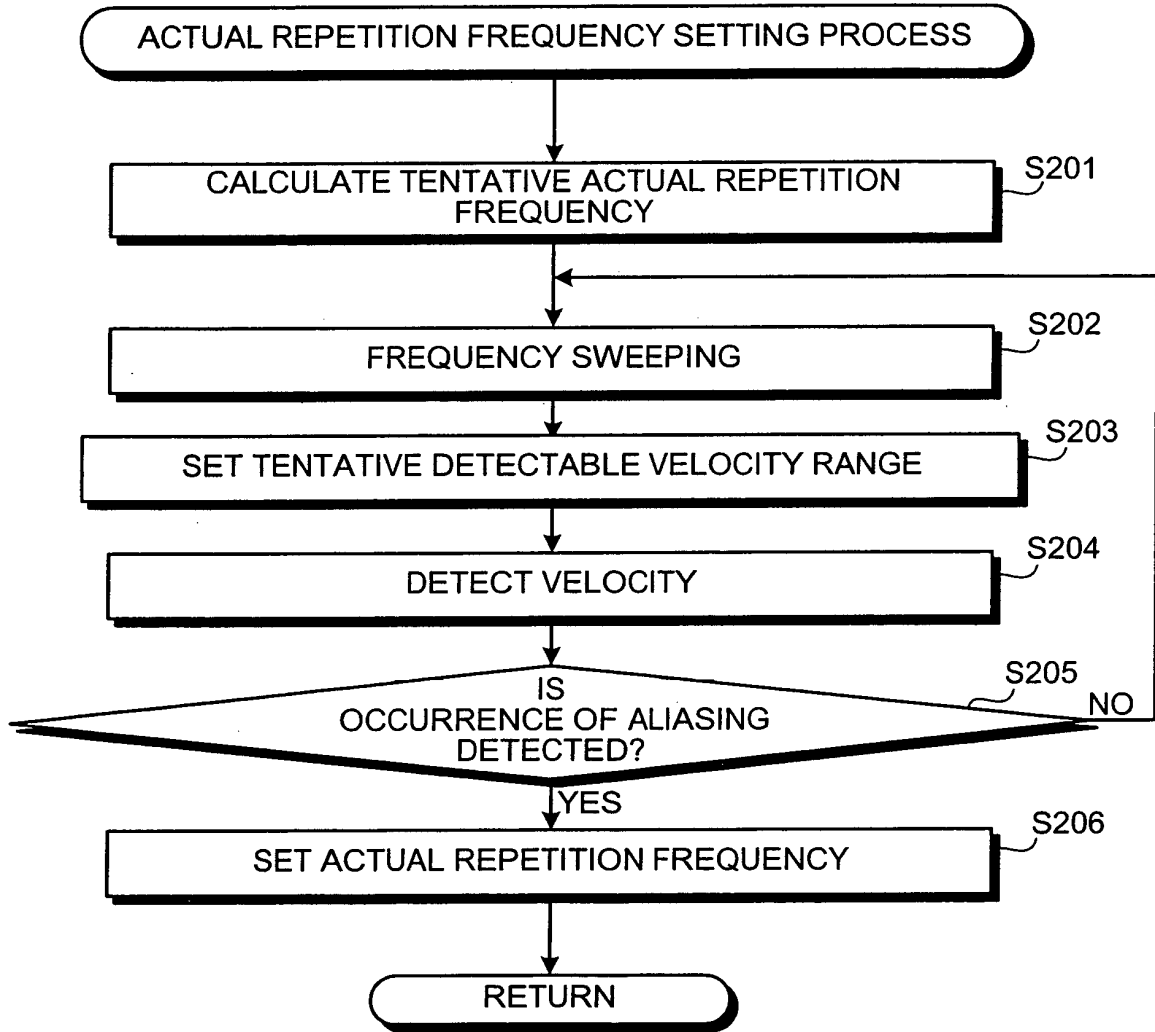 ACTUAL REPETITION FREQUENCY SETTING PROCESS
S201
CALCULATE TENTATIVE ACTUAL REPETITION
FREQUENCY
S202
FREQUENCY SWEEPING
S203
SET TENTATIVE DETECTABLE VELOCITY RANGE
S204
DETECT VELOCITY
S205
IS
OCCURRENCE OF ALIASING
DETECTED?
NO
YES
S206
SET ACTUAL REPETITION FREQUENCY
RETURN